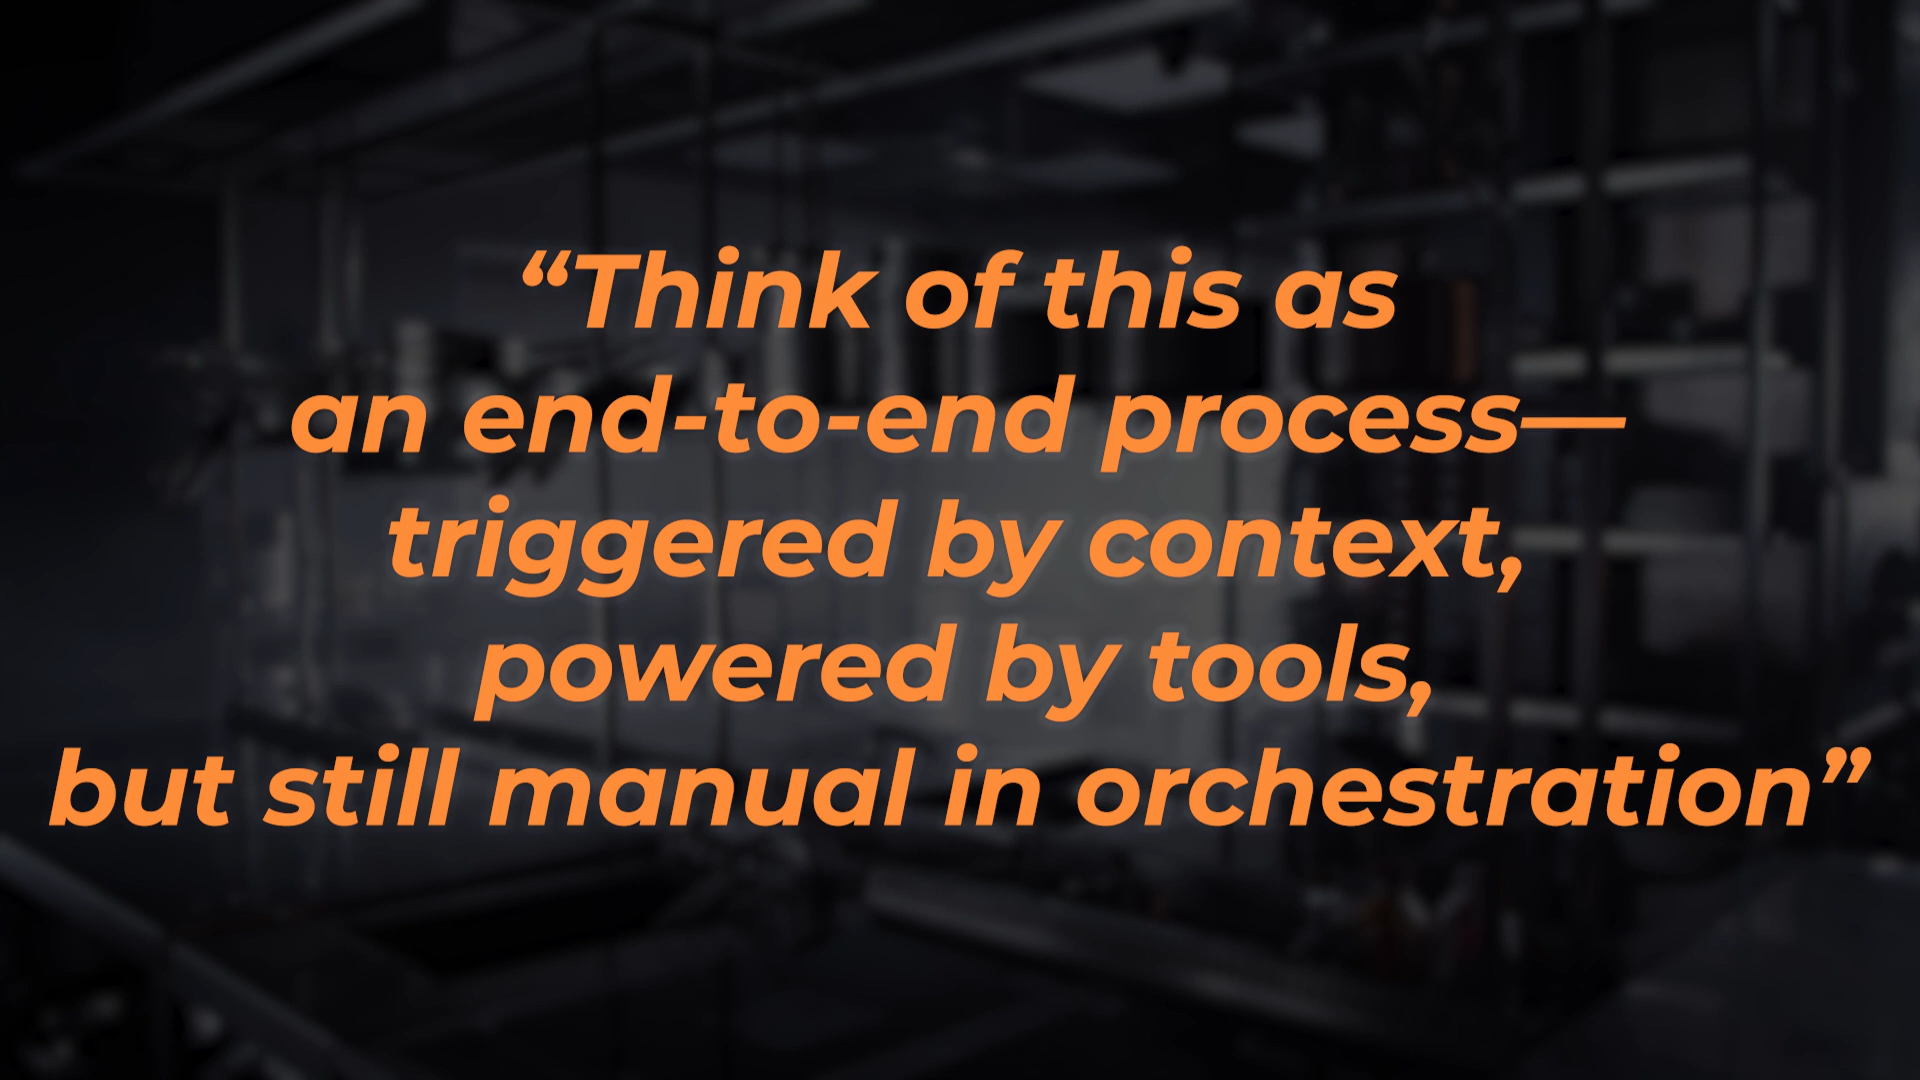 “Think of this as
an end-to-end process—
triggered by context,
powered by tools,
but still manual in orchestration”